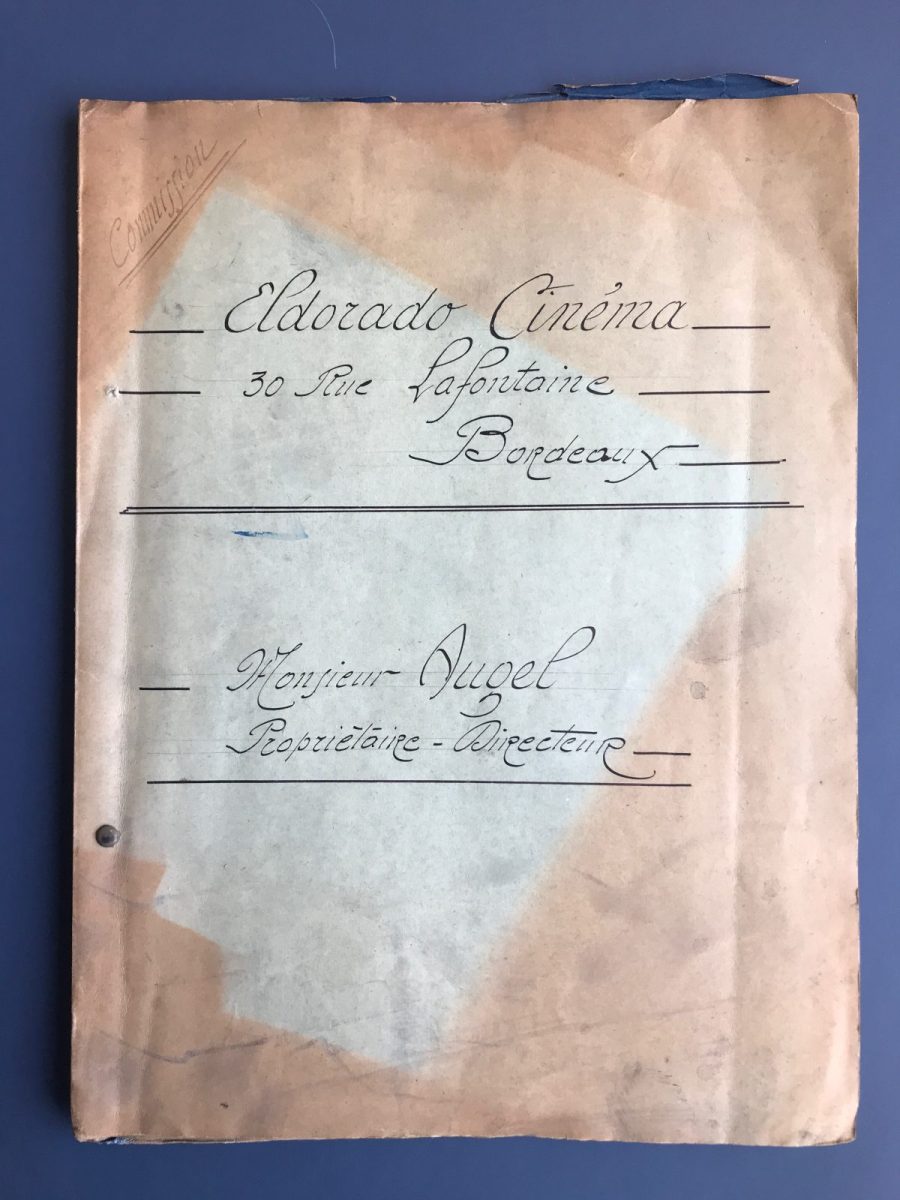 Commission
Eldorado Cinéma
30 Rue Lafontaine
Bordeaux
Monsieur Augel
Propriétaire - Directeur